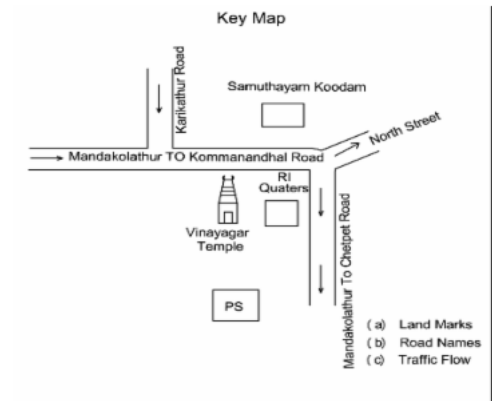 Key Map
Karikathur Road
Samuthayam Koodam
North Street
Mandakolathur TO Kommanandhal Road
RI
Quaters
Vinayagar
Temple
Mandakolathur To Chetpet Road
PS
(a) Land Marks
(b) Road Names
(c) Traffic Flow